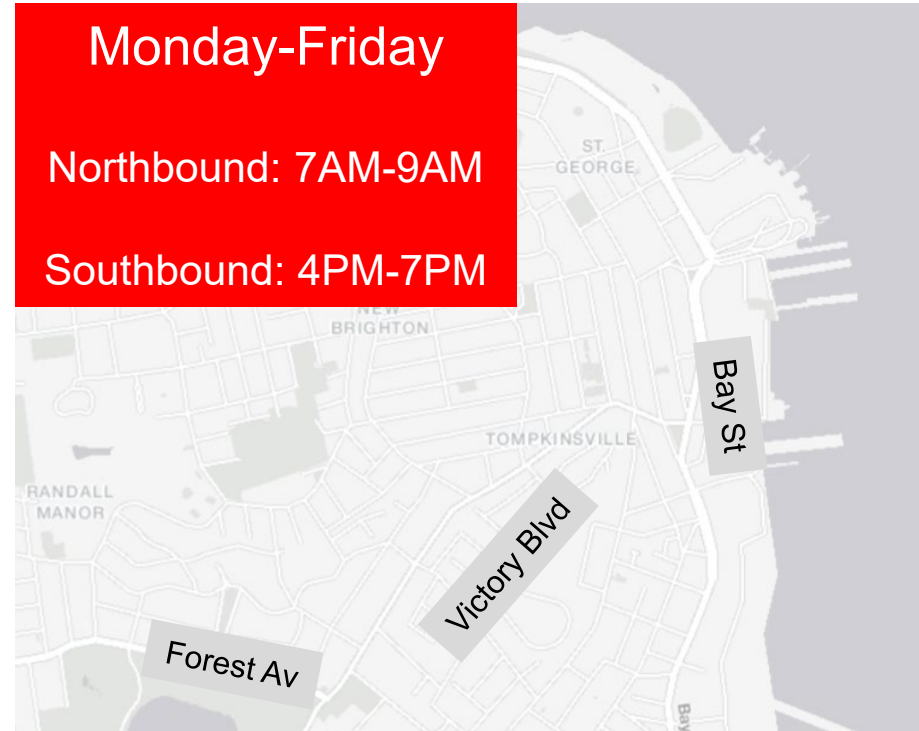 Monday-Friday
Northbound: 7AM-9AM
Southbound: 4PM-7PM
ST.
GEORGE
NEW
BRIGHTON
Bay St
TOMPKINSVILLE
RANDALL
MANOR
Victory Blvd
Forest Av
Bay